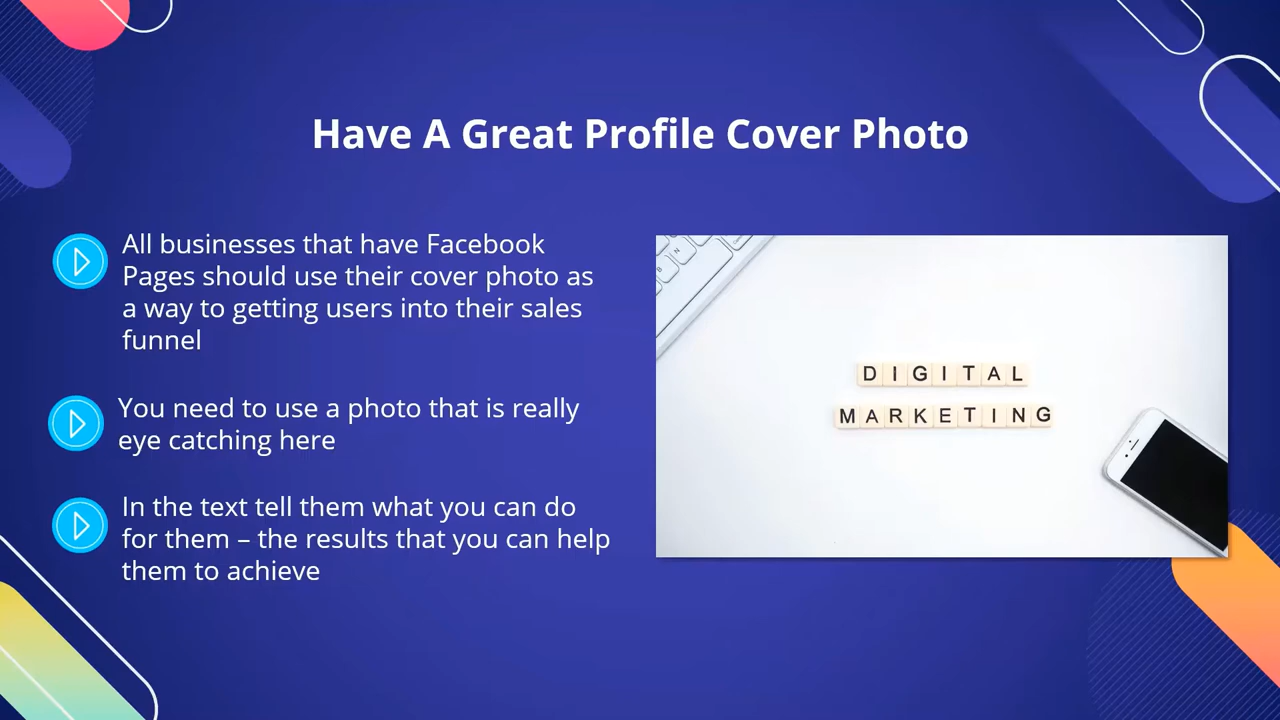 Have A Great Profile Cover Photo
All businesses that have Facebook
Pages should use their cover photo as
a way to getting users into their sales
funnel
You need to use a photo that is really
eye catching here
In the text tell them what you can do
for them – the results that you can help
them to achieve
DIGITAL
MARKETING